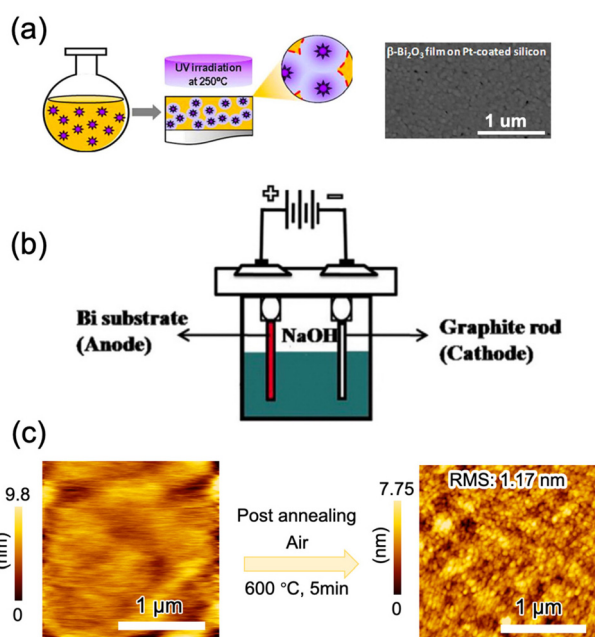 (a)
UV irradiation
at 250°C
β-Bi₂O₃ film on Pt-coated silicon
1 um
(b)
+
−
Bi substrate
(Anode)
NaOH
Graphite rod
(Cathode)
(c)
9.8
(nm)
0
1 µm
Post annealing
Air
600 °C, 5min
7.75
(nm)
0
RMS: 1.17 nm
1 µm